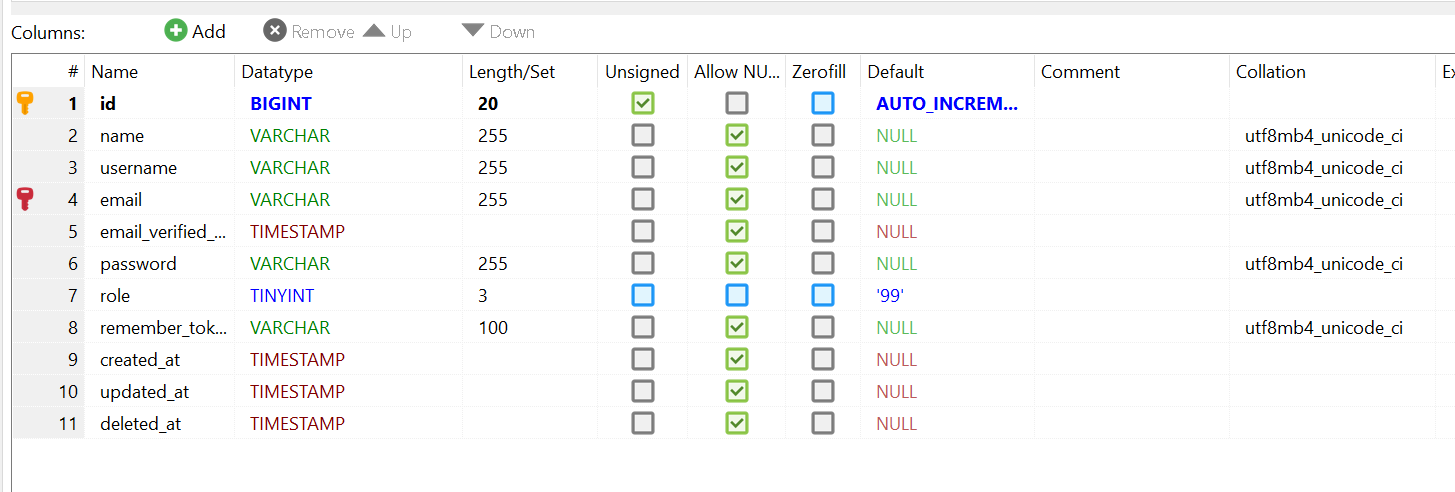 Columns: Add Remove Up Down
# Name Datatype Length/Set Unsigned Allow NU... Zerofill Default Comment Collation Ex
1 id BIGINT 20 AUTO_INCREM...
2 name VARCHAR 255 NULL utf8mb4_unicode_ci
3 username VARCHAR 255 NULL utf8mb4_unicode_ci
4 email VARCHAR 255 NULL utf8mb4_unicode_ci
5 email_verified_... TIMESTAMP NULL
6 password VARCHAR 255 NULL utf8mb4_unicode_ci
7 role TINYINT 3 '99'
8 remember_tok... VARCHAR 100 NULL utf8mb4_unicode_ci
9 created_at TIMESTAMP NULL
10 updated_at TIMESTAMP NULL
11 deleted_at TIMESTAMP NULL